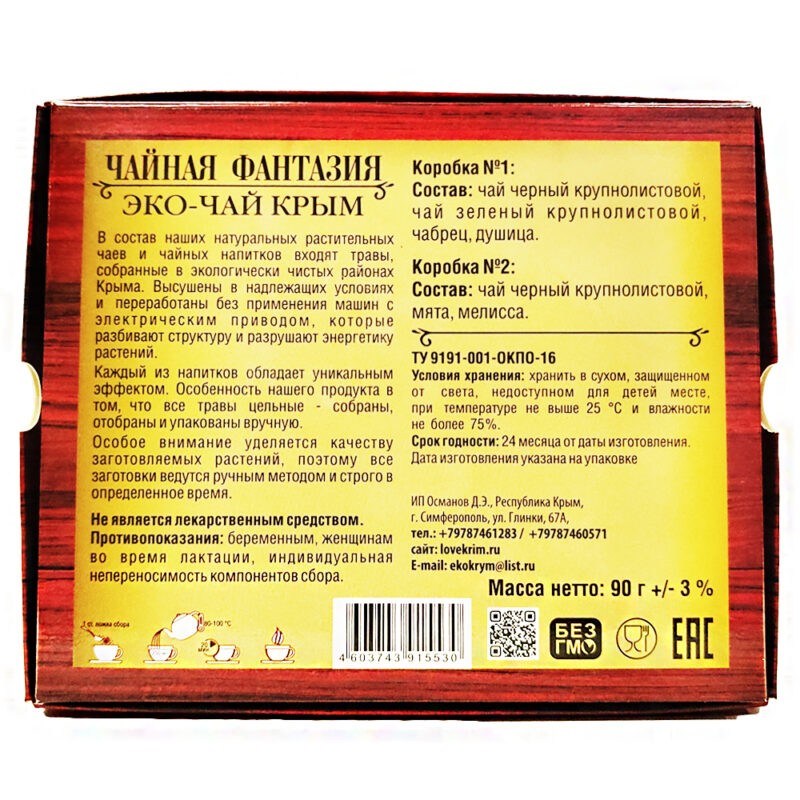 ЧАЙНАЯ ФАНТАЗИЯ
ЭКО-ЧАЙ КРЫМ
В состав наших натуральных растительных
чаев и чайных напитков входят травы,
собранные в экологически чистых районах
Крыма. Высушены в надлежащих условиях
и переработаны без применения машин с
электрическим приводом, которые
разбивают структуру и разрушают энергетику
растений.
Каждый из напитков обладает уникальным
эффектом. Особенность нашего продукта в
том, что все травы цельные - собраны,
отобраны и упакованы вручную.
Особое внимание уделяется качеству
заготовляемых растений, поэтому все
заготовки ведутся ручным методом и строго в
определенное время.
Не является лекарственным средством.
Противопоказания: беременным, женщинам
во время лактации, индивидуальная
непереносимость компонентов сбора.
1 ст. ложка сбора
80-100 °C
20
МИН
4 603743 915530
Коробка №1:
Состав: чай черный крупнолистовой,
чай зеленый крупнолистовой,
чабрец, душица.
Коробка №2:
Состав: чай черный крупнолистовой,
мята, мелисса.
ТУ 9191-001-ОКПО-16
Условия хранения: хранить в сухом, защищенном
от света, недоступном для детей месте,
при температуре не выше 25 °C и влажности
не более 75%.
Срок годности: 24 месяца от даты изготовления.
Дата изготовления указана на упаковке
ИП Османов Д.Э., Республика Крым,
г. Симферополь, ул. Глинки, 67А,
тел.: +79787461283 / +79787460571
сайт: lovekrim.ru
E-mail: ekokrym@list.ru
Масса нетто: 90 г +/- 3 %
БЕЗ
ГМО
ЕАС